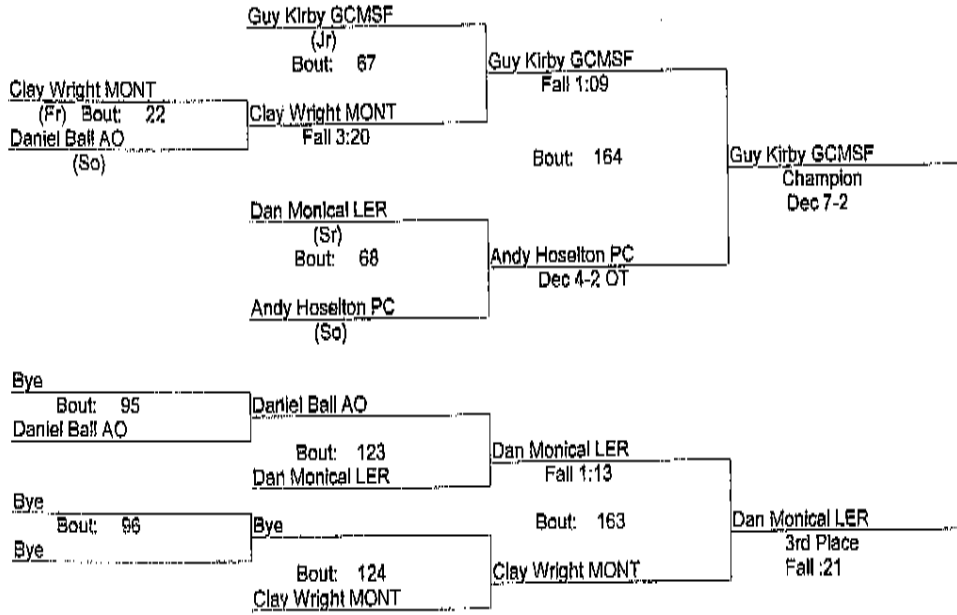 Guy Kirby GCMSF
(Jr)
Bout: 67
Guy Kirby GCMSF
Fall 1:09
Clay Wright MONT
(Fr) Bout: 22
Clay Wright MONT
Fall 3:20
Daniel Ball AO
(So)
Bout: 164
Guy Kirby GCMSF
Champion
Dec 7-2
Dan Monical LER
(Sr)
Bout: 68
Andy Hoselton PC
Dec 4-2 OT
Andy Hoselton PC
(So)
Bye
Bout: 95
Daniel Ball AO
Daniel Ball AO
Bout: 123
Dan Monical LER
Dan Monical LER
Fall 1:13
Bye
Bout: 96
Bye
Bye
Bout: 163
Dan Monical LER
3rd Place
Fall :21
Bout: 124
Clay Wright MONT
Clay Wright MONT